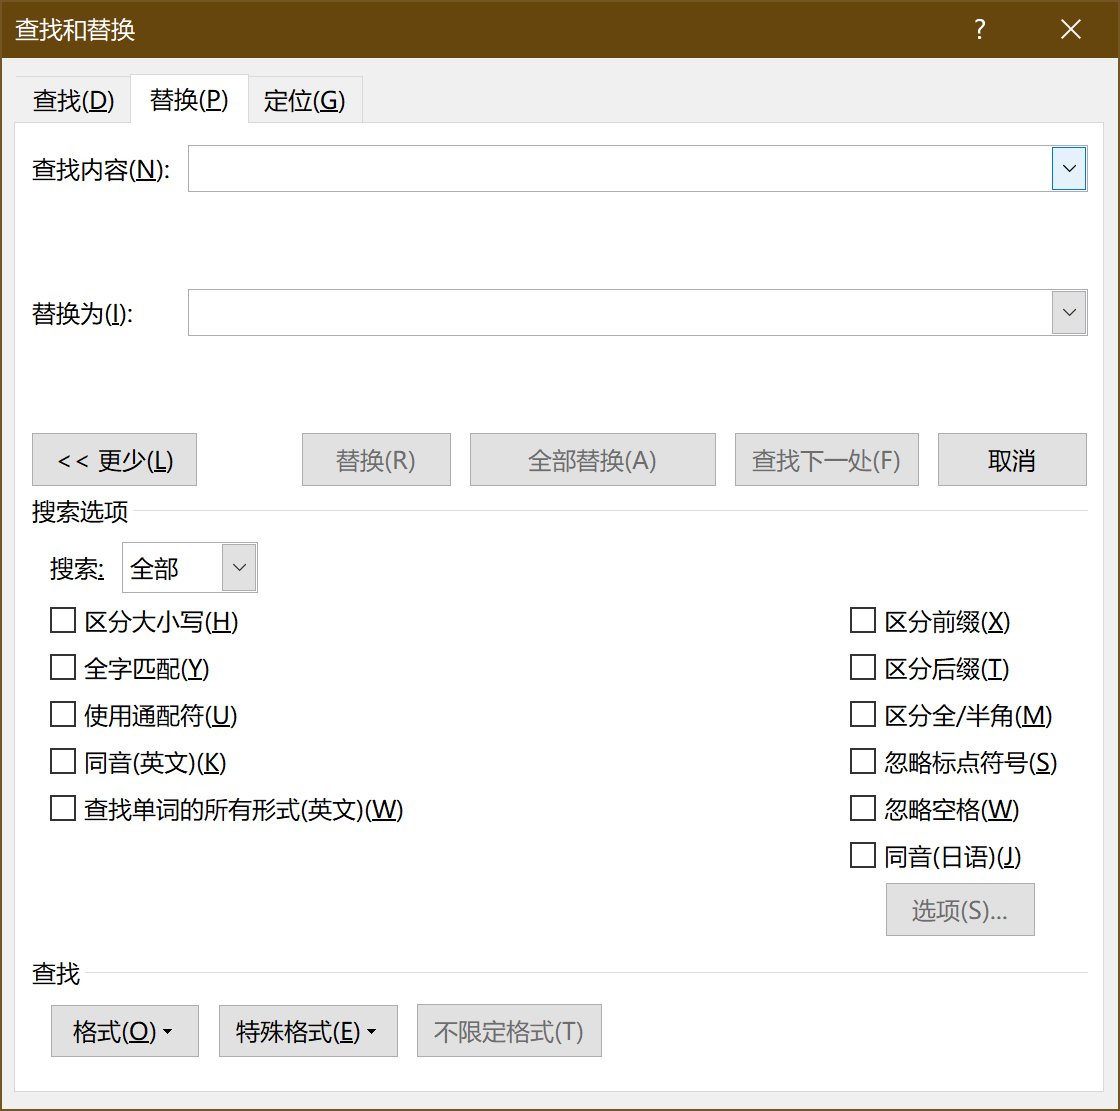 查找和替换 ?
查找(D) 替换(P) 定位(G)
查找内容(N):
替换为(I):
<< 更少(L) 替换(R) 全部替换(A) 查找下一处(F) 取消
搜索选项
搜索: 全部
区分大小写(H) 区分前缀(X)
全字匹配(Y) 区分后缀(T)
使用通配符(U) 区分全/半角(M)
同音(英文)(K) 忽略标点符号(S)
查找单词的所有形式(英文)(W) 忽略空格(W)
同音(日语)(J)
选项(S)...
查找
格式(O) 特殊格式(E) 不限定格式(T)